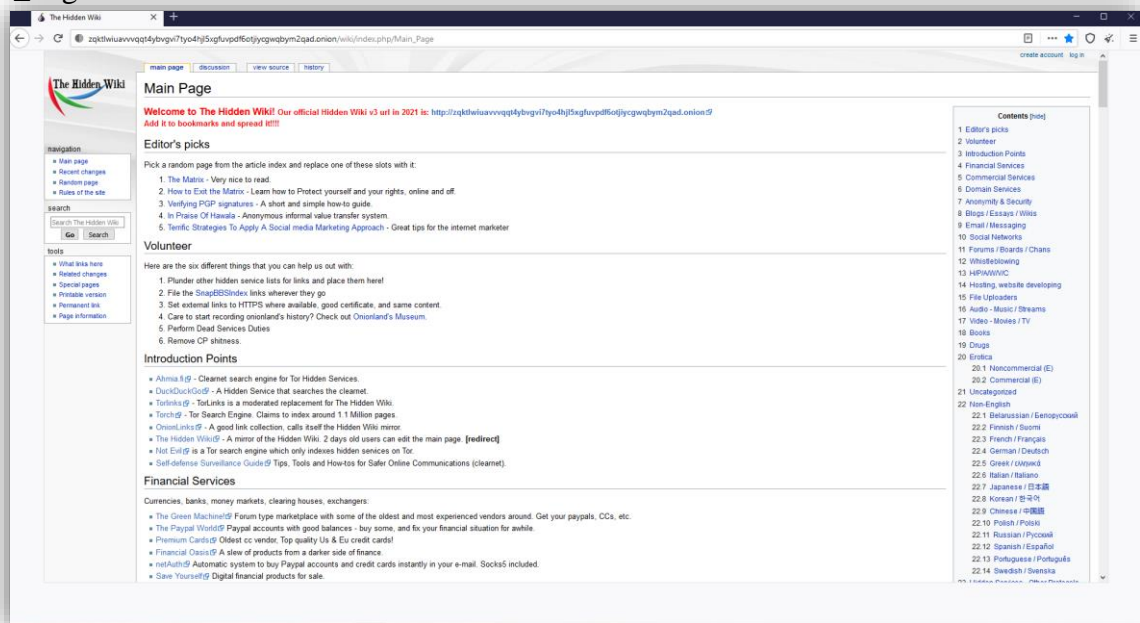 The Hidden Wiki
zqktlwiuavvvqqt4ybvgvi7tyo4hjl5xgfuvpdf6otjiycgwqbym2qad.onion/wiki/index.php/Main_Page
create account log in
main page discussion view source history
The Hidden Wiki
Main Page
Welcome to The Hidden Wiki! Our official Hidden Wiki v3 url in 2021 is: http://zqktlwiuavvvqqt4ybvgvi7tyo4hjl5xgfuvpdf6otjiycgwqbym2qad.onion
Add it to bookmarks and spread it!!!!
navigation
Main page
Recent changes
Random page
Rules of the site
search
Search The Hidden Wiki
Go Search
tools
What links here
Related changes
Special pages
Printable version
Permanent link
Page information
Editor's picks
Pick a random page from the article index and replace one of these slots with it:
1. The Matrix - Very nice to read.
2. How to Exit the Matrix - Learn how to Protect yourself and your rights, online and off.
3. Verifying PGP signatures - A short and simple how-to guide.
4. In Praise Of Hawala - Anonymous informal value transfer system.
5. Terrific Strategies To Apply A Social media Marketing Approach - Great tips for the internet marketer
Volunteer
Here are the six different things that you can help us out with:
1. Plunder other hidden service lists for links and place them here!
2. File the SnapBBSIndex links wherever they go
3. Set external links to HTTPS where available, good certificate, and same content.
4. Care to start recording onionland's history? Check out Onionland's Museum.
5. Perform Dead Services Duties
6. Remove CP shitness.
Introduction Points
Ahmia.fi - Clearnet search engine for Tor Hidden Services.
DuckDuckGo - A Hidden Service that searches the clearnet.
Torlinks - TorLinks is a moderated replacement for The Hidden Wiki.
Torch - Tor Search Engine. Claims to index around 1.1 Million pages.
OnionLinks - A good link collection, calls itself the Hidden Wiki mirror.
The Hidden Wiki - A mirror of the Hidden Wiki. 2 days old users can edit the main page. [redirect]
Not Evil is a Tor search engine which only indexes hidden services on Tor.
Self-defense Surveillance Guide Tips, Tools and How-tos for Safer Online Communications (clearnet).
Financial Services
Currencies, banks, money markets, clearing houses, exchangers:
The Green Machine! Forum type marketplace with some of the oldest and most experienced vendors around. Get your paypals, CCs, etc.
The Paypal World Paypal accounts with good balances - buy some, and fix your financial situation for awhile.
Premium Cards Oldest cc vendor, Top quality Us & Eu credit cards!
Financial Oasis A slew of products from a darker side of finance.
netAuth Automatic system to buy Paypal accounts and credit cards instantly in your e-mail. Socks5 included.
Save Yourself Digital financial products for sale.
Contents [hide]
1 Editor's picks
2 Volunteer
3 Introduction Points
4 Financial Services
5 Commercial Services
6 Domain Services
7 Anonymity & Security
8 Blogs / Essays / Wikis
9 Email / Messaging
10 Social Networks
11 Forums / Boards / Chans
12 Whistleblowing
13 H/P/A/W/V/C
14 Hosting, website developing
15 File Uploaders
16 Audio - Music / Streams
17 Video - Movies / TV
18 Books
19 Drugs
20 Erotica
20.1 Noncommercial (E)
20.2 Commercial (E)
21 Uncategorized
22 Non-English
22.1 Belarussian / Белорусский
22.2 Finnish / Suomi
22.3 French / Français
22.4 German / Deutsch
22.5 Greek / ελληνικά
22.6 Italian / Italiano
22.7 Japanese / 日本語
22.8 Korean / 한국어
22.9 Chinese / 中国語
22.10 Polish / Polski
22.11 Russian / Русский
22.12 Spanish / Español
22.13 Portuguese / Português
22.14 Swedish / Svenska